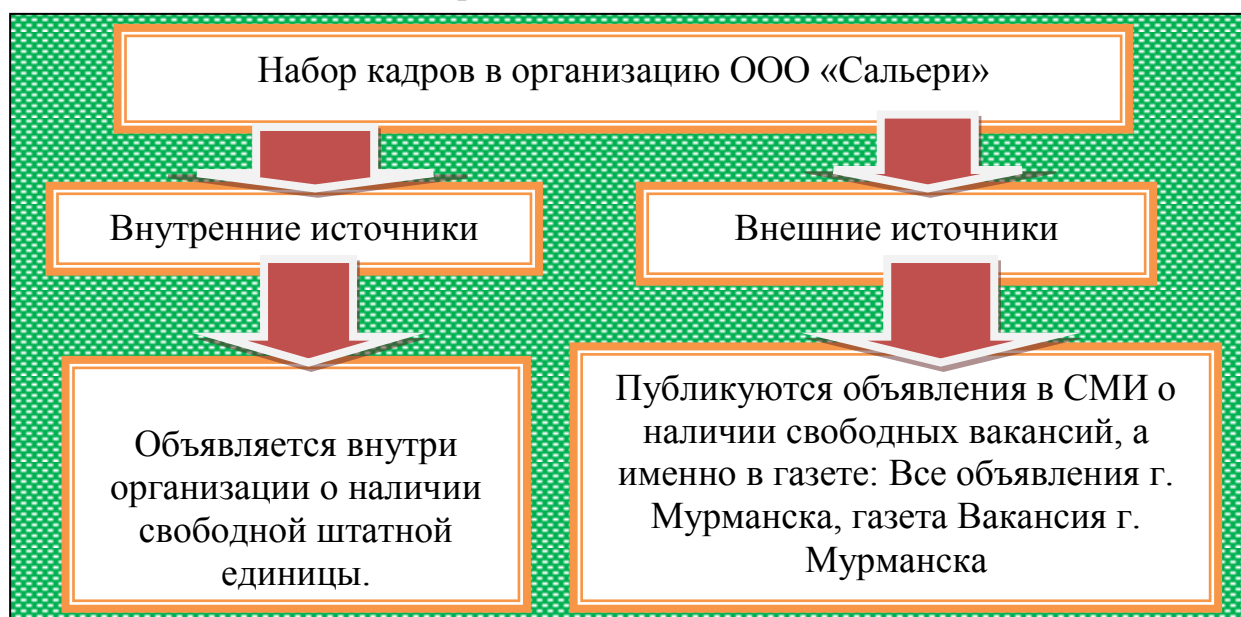 Набор кадров в организацию ООО «Сальери»
Внутренние источники
Внешние источники
Объявляется внутри
организации о наличии
свободной штатной
единицы.
Публикуются объявления в СМИ о
наличии свободных вакансий, а
именно в газете: Все объявления г.
Мурманска, газета Вакансия г.
Мурманска